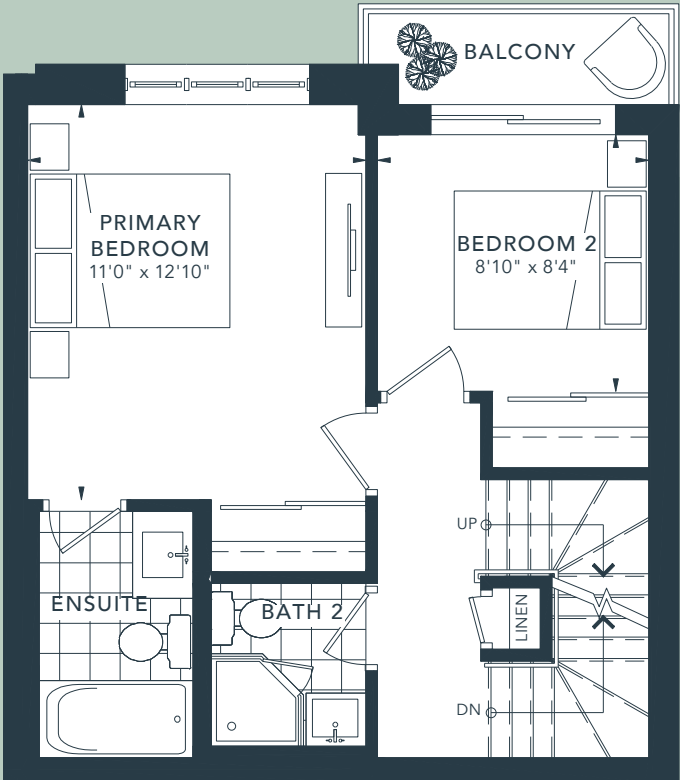 BALCONY
PRIMARY
BEDROOM
11'0" x 12'10"
BEDROOM 2
8'10" x 8'4"
UP
ENSUITE
BATH 2
LINEN
DN